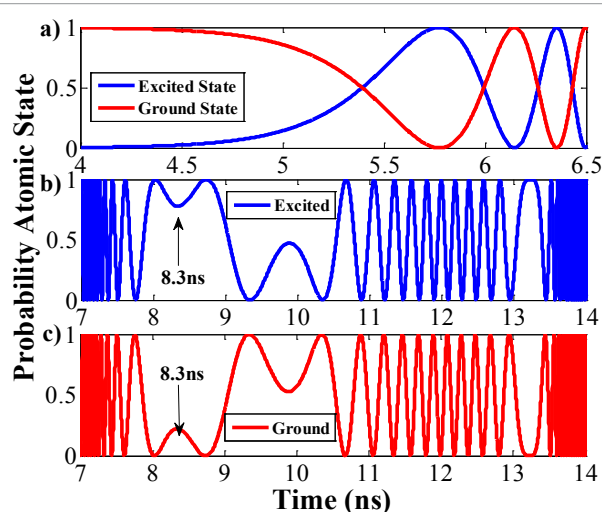 Probability Atomic State
a)
1
0.5
0
Excited State
Ground State
4 4.5 5 5.5 6 6.5
b)
1
0.5
0
Excited
8.3ns
7 8 9 10 11 12 13 14
c)
1
0.5
0
8.3ns
Ground
7 8 9 10 11 12 13 14
Time (ns)